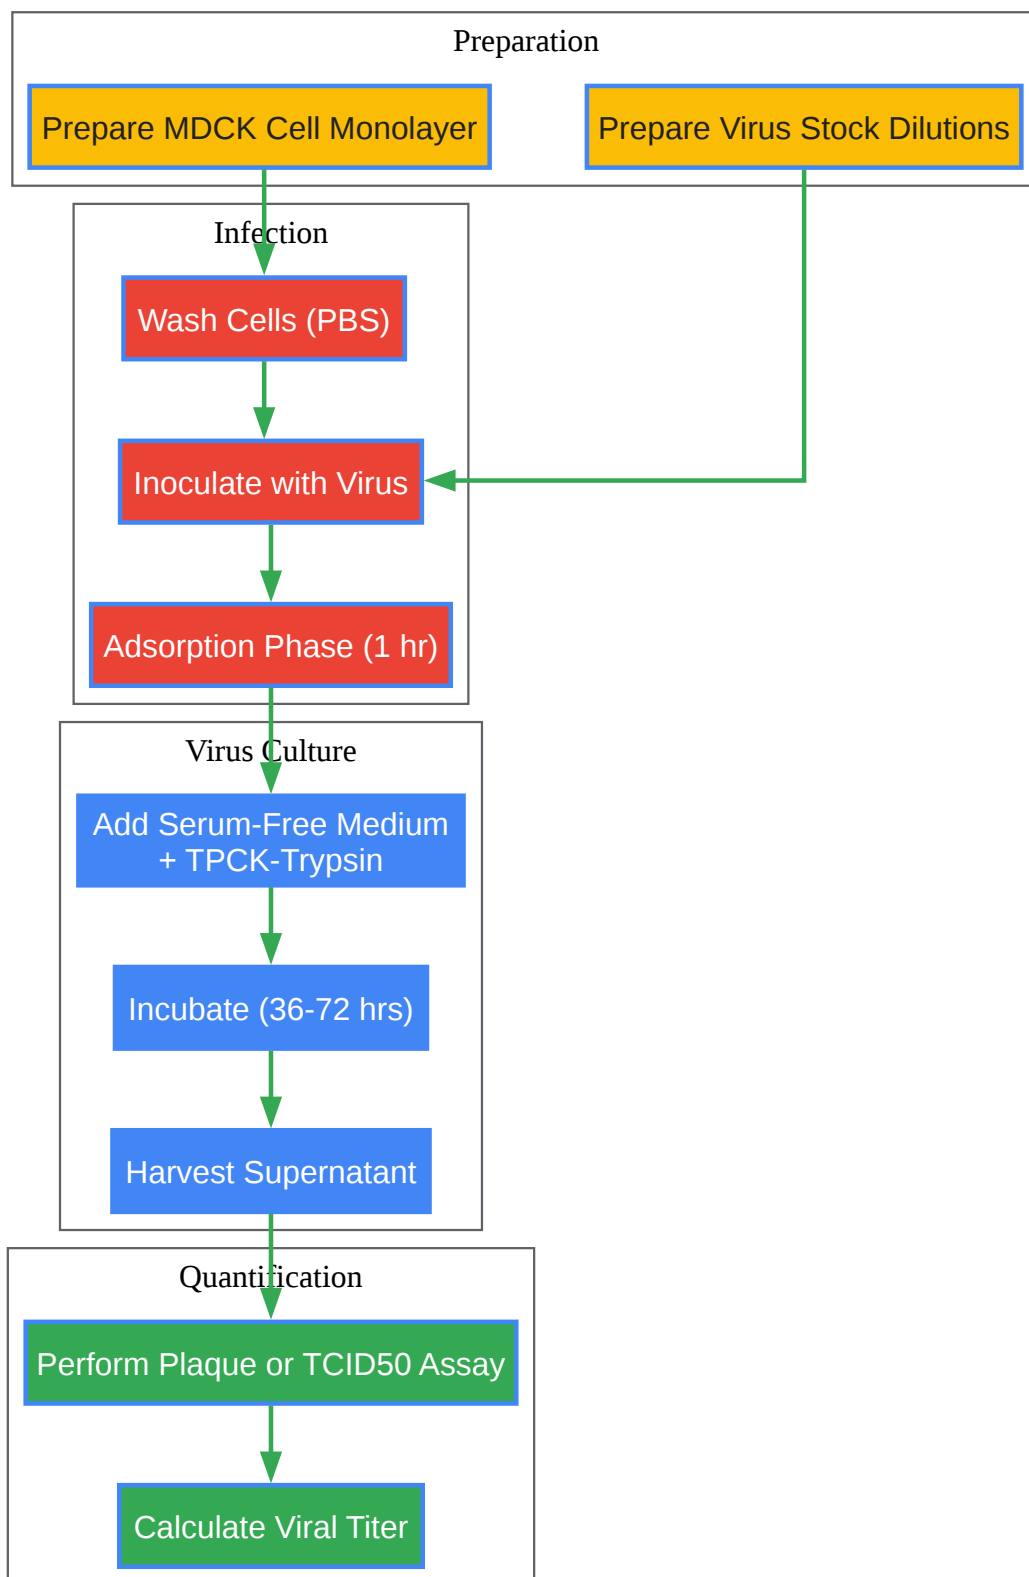 Preparation
Prepare MDCK Cell Monolayer
Prepare Virus Stock Dilutions
Infection
Wash Cells (PBS)
Inoculate with Virus
Adsorption Phase (1 hr)
Virus Culture
Add Serum-Free Medium
+ TPCK-Trypsin
Incubate (36-72 hrs)
Harvest Supernatant
Quantification
Perform Plaque or TCID50 Assay
Calculate Viral Titer